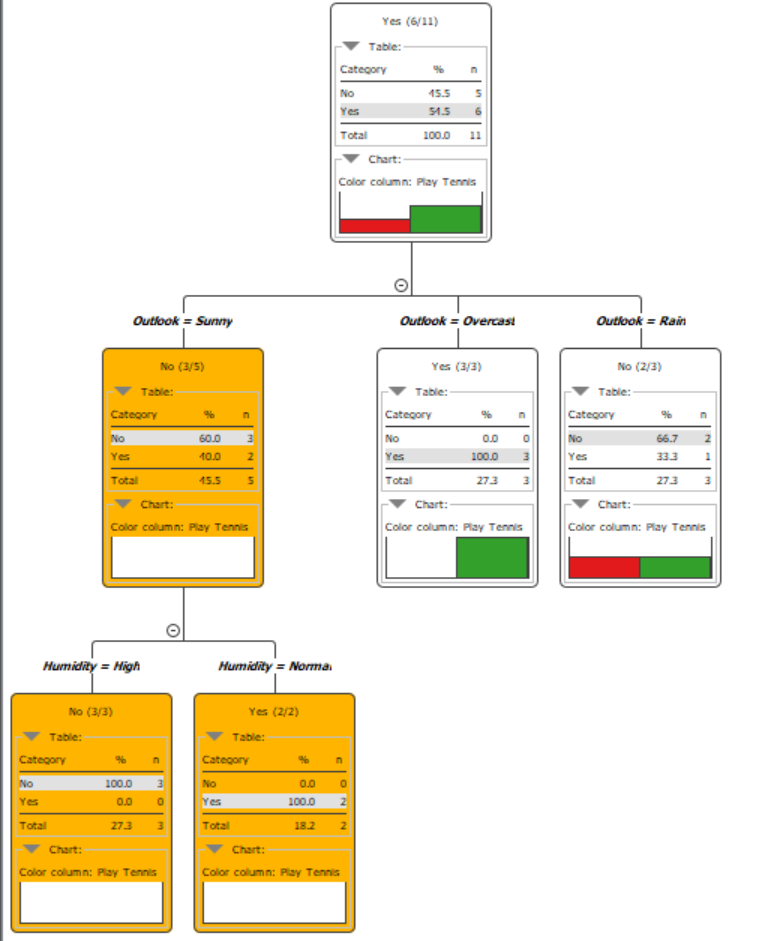 Yes (6/11)
Table:
Category % n
No 45.5 5
Yes 54.5 6
Total 100.0 11
Chart:
Color column: Play Tennis
Outlook = Sunny
Outlook = Overcast
Outlook = Rain
No (3/5)
Table:
Category % n
No 60.0 3
Yes 40.0 2
Total 45.5 5
Chart:
Color column: Play Tennis
Yes (3/3)
Table:
Category % n
No 0.0 0
Yes 100.0 3
Total 27.3 3
Chart:
Color column: Play Tennis
No (2/3)
Table:
Category % n
No 66.7 2
Yes 33.3 1
Total 27.3 3
Chart:
Color column: Play Tennis
Humidity = High
Humidity = Normal
No (3/3)
Table:
Category % n
No 100.0 3
Yes 0.0 0
Total 27.3 3
Chart:
Color column: Play Tennis
Yes (2/2)
Table:
Category % n
No 0.0 0
Yes 100.0 2
Total 18.2 2
Chart:
Color column: Play Tennis